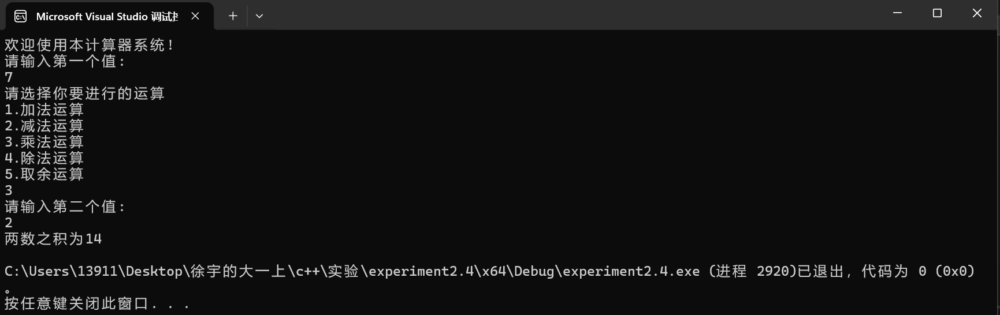 Microsoft Visual Studio 调试
欢迎使用本计算器系统!
请输入第一个值:
7
请选择你要进行的运算
1.加法运算
2.减法运算
3.乘法运算
4.除法运算
5.取余运算
3
请输入第二个值:
2
两数之积为14
C:\Users\13911\Desktop\徐宇的大一上\c++\实验\experiment2.4\x64\Debug\experiment2.4.exe (进程 2920)已退出，代码为 0 (0x0)
。
按任意键关闭此窗口. . .